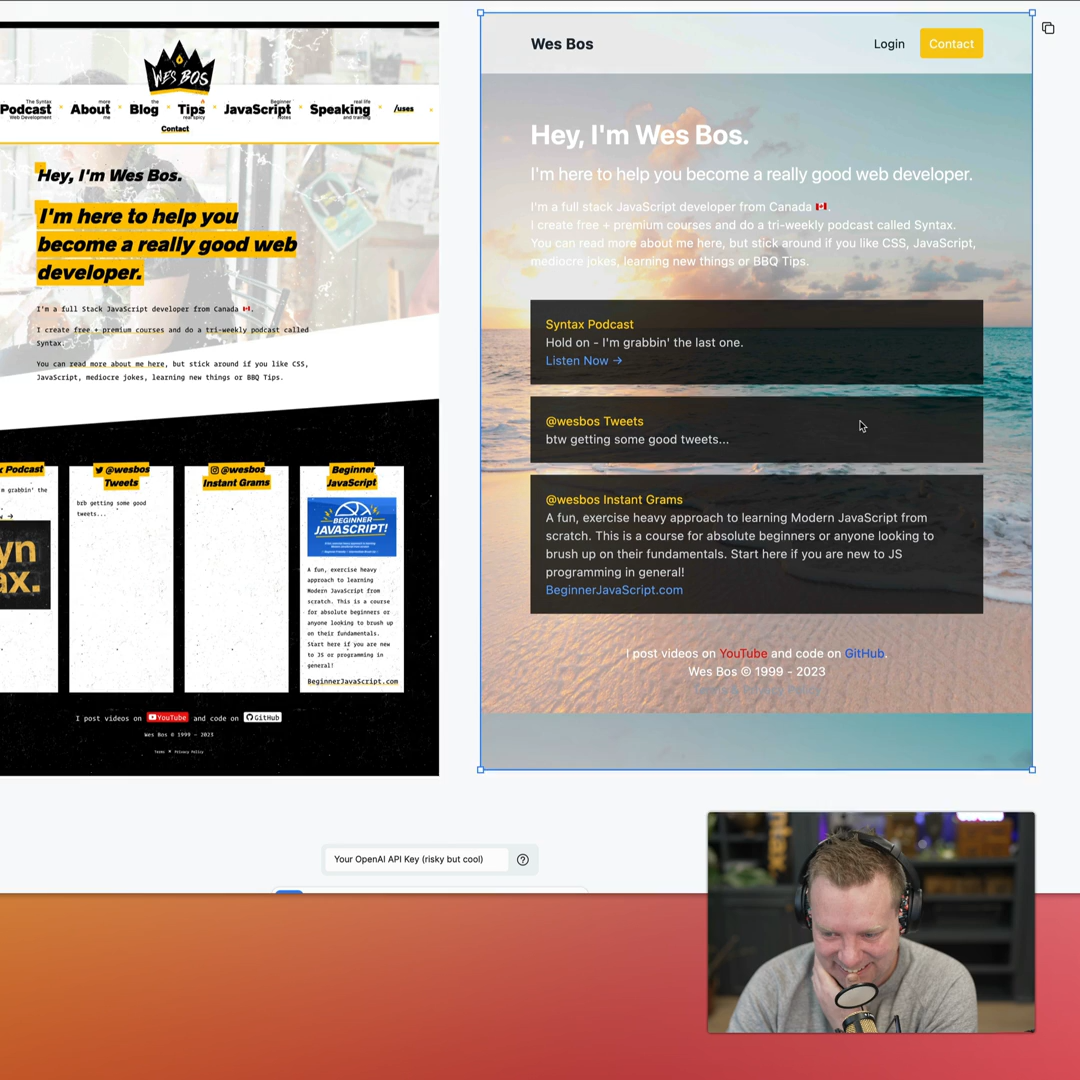 WES BOS
The Syntax
Podcast
Web Development
more
About
me
the
Blog
Tips
real spicy
Beginner
JavaScript
Notes
real life
Speaking
and training
/uses
Contact
Hey, I'm Wes Bos.
I'm here to help you
become a really good web
developer.
I'm a full Stack JavaScript developer from Canada 🇨🇦.
I create free + premium courses and do a tri-weekly podcast called
Syntax.
You can read more about me here, but stick around if you like CSS,
JavaScript, mediocre jokes, learning new things or BBQ Tips.
x Podcast
m grabbin' the
w →
yn
ax.
@wesbos
Tweets
brb getting some good
tweets...
@wesbos
Instant Grams
Beginner
JavaScript
BEGINNER
JAVASCRIPT!
A fun, exercise heavy
approach to learning
Modern JavaScript from
scratch. This is a course
for absolute beginners or
anyone looking to brush up
on their fundamentals.
Start here if you are new
to JS or programming in
general!
BeginnerJavaScript.com
I post videos on YouTube and code on GitHub
Wes Bos © 1999 — 2023
Terms × Privacy Policy
Wes Bos
Login
Contact
Hey, I'm Wes Bos.
I'm here to help you become a really good web developer.
I'm a full stack JavaScript developer from Canada 🇨🇦.
I create free + premium courses and do a tri-weekly podcast called Syntax.
You can read more about me here, but stick around if you like CSS, JavaScript,
mediocre jokes, learning new things or BBQ Tips.
Syntax Podcast
Hold on - I'm grabbin' the last one.
Listen Now →
@wesbos Tweets
btw getting some good tweets...
@wesbos Instant Grams
A fun, exercise heavy approach to learning Modern JavaScript from
scratch. This is a course for absolute beginners or anyone looking to
brush up on their fundamentals. Start here if you are new to JS
programming in general!
BeginnerJavaScript.com
I post videos on YouTube and code on GitHub.
Wes Bos © 1999 - 2023
Terms & Privacy Policy
Your OpenAI API Key (risky but cool)